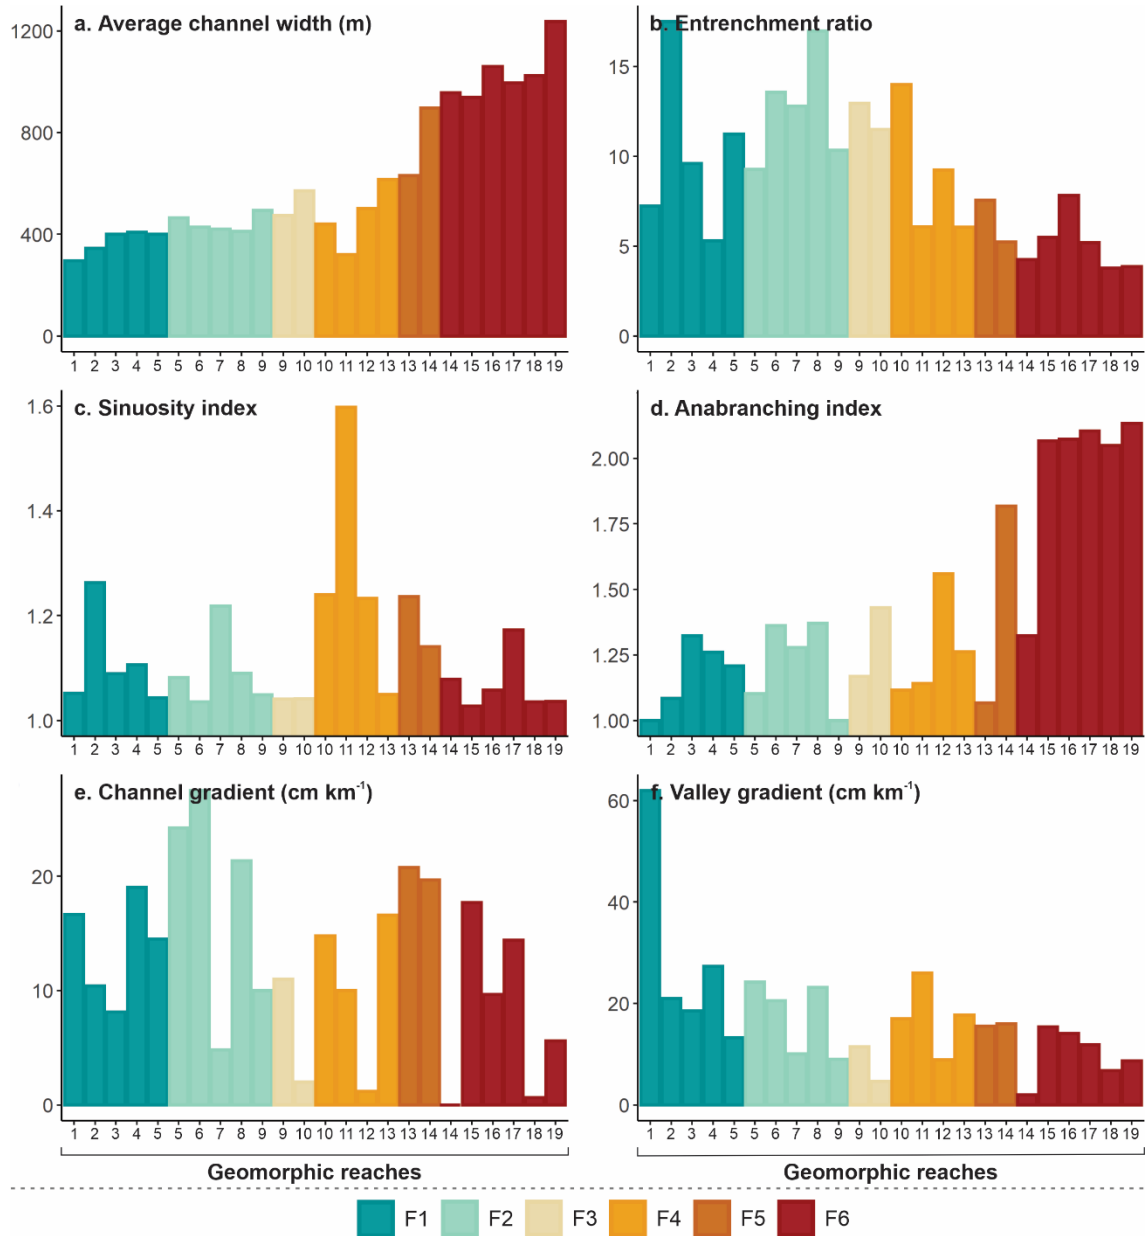 a. Average channel width (m)
1200
800
400
0
1 2 3 4 5 5 6 7 8 9 9 10 10 11 12 13 13 14 14 15 16 17 18 19
b. Entrenchment ratio
15
10
5
0
1 2 3 4 5 5 6 7 8 9 9 10 10 11 12 13 13 14 14 15 16 17 18 19
c. Sinuosity index
1.6
1.4
1.2
1.0
1 2 3 4 5 5 6 7 8 9 9 10 10 11 12 13 13 14 14 15 16 17 18 19
d. Anabranching index
2.00
1.75
1.50
1.25
1.00
1 2 3 4 5 5 6 7 8 9 9 10 10 11 12 13 13 14 14 15 16 17 18 19
e. Channel gradient (cm km⁻¹)
20
10
0
1 2 3 4 5 5 6 7 8 9 9 10 10 11 12 13 13 14 14 15 16 17 18 19
Geomorphic reaches
f. Valley gradient (cm km⁻¹)
60
40
20
0
1 2 3 4 5 5 6 7 8 9 9 10 10 11 12 13 13 14 14 15 16 17 18 19
Geomorphic reaches
F1 F2 F3 F4 F5 F6